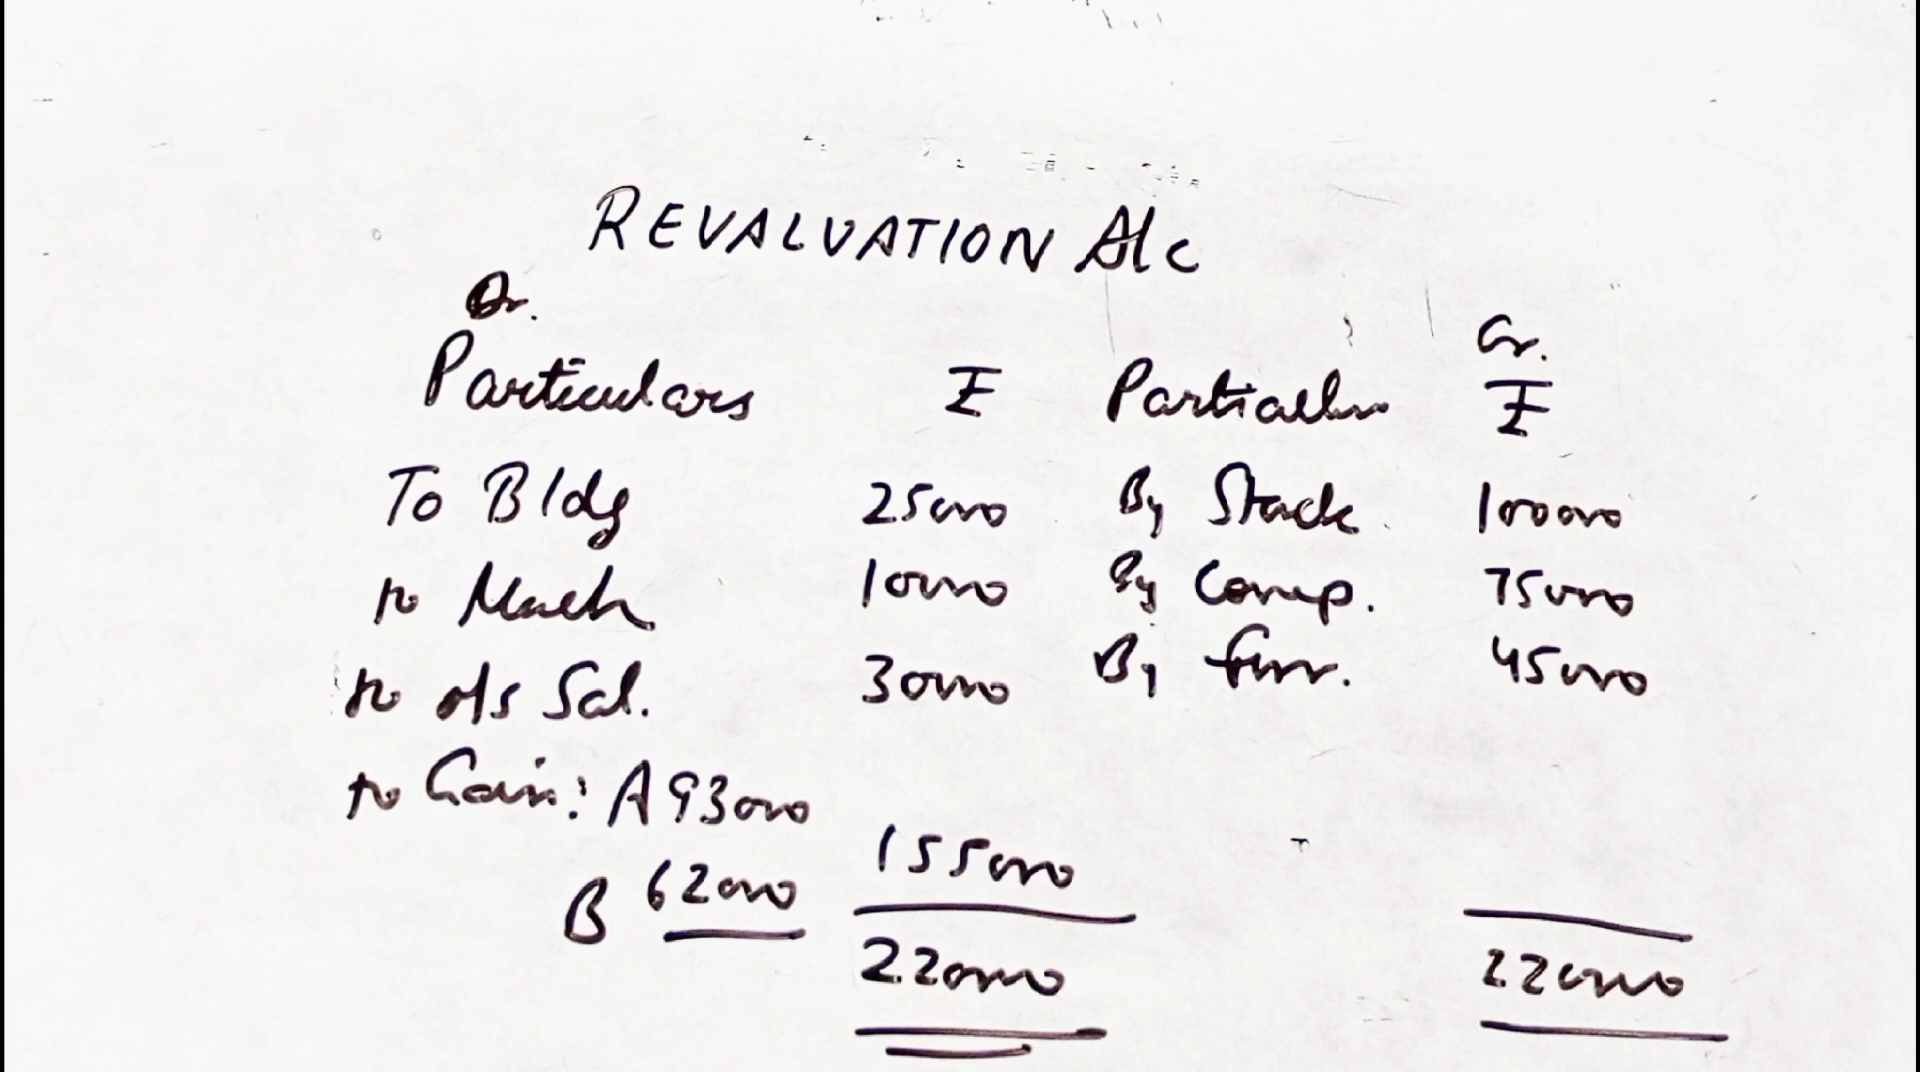 REVALUATION A/c
Dr.
Cr.
Particulars ₹ Particulars ₹
To Bldg 25000 By Stock 100000
to Mach 10000 By Comp. 75000
to o/s Sal. 30000 By Furr. 45000
to Gain: A 93000
B 62000 155000
220000 220000